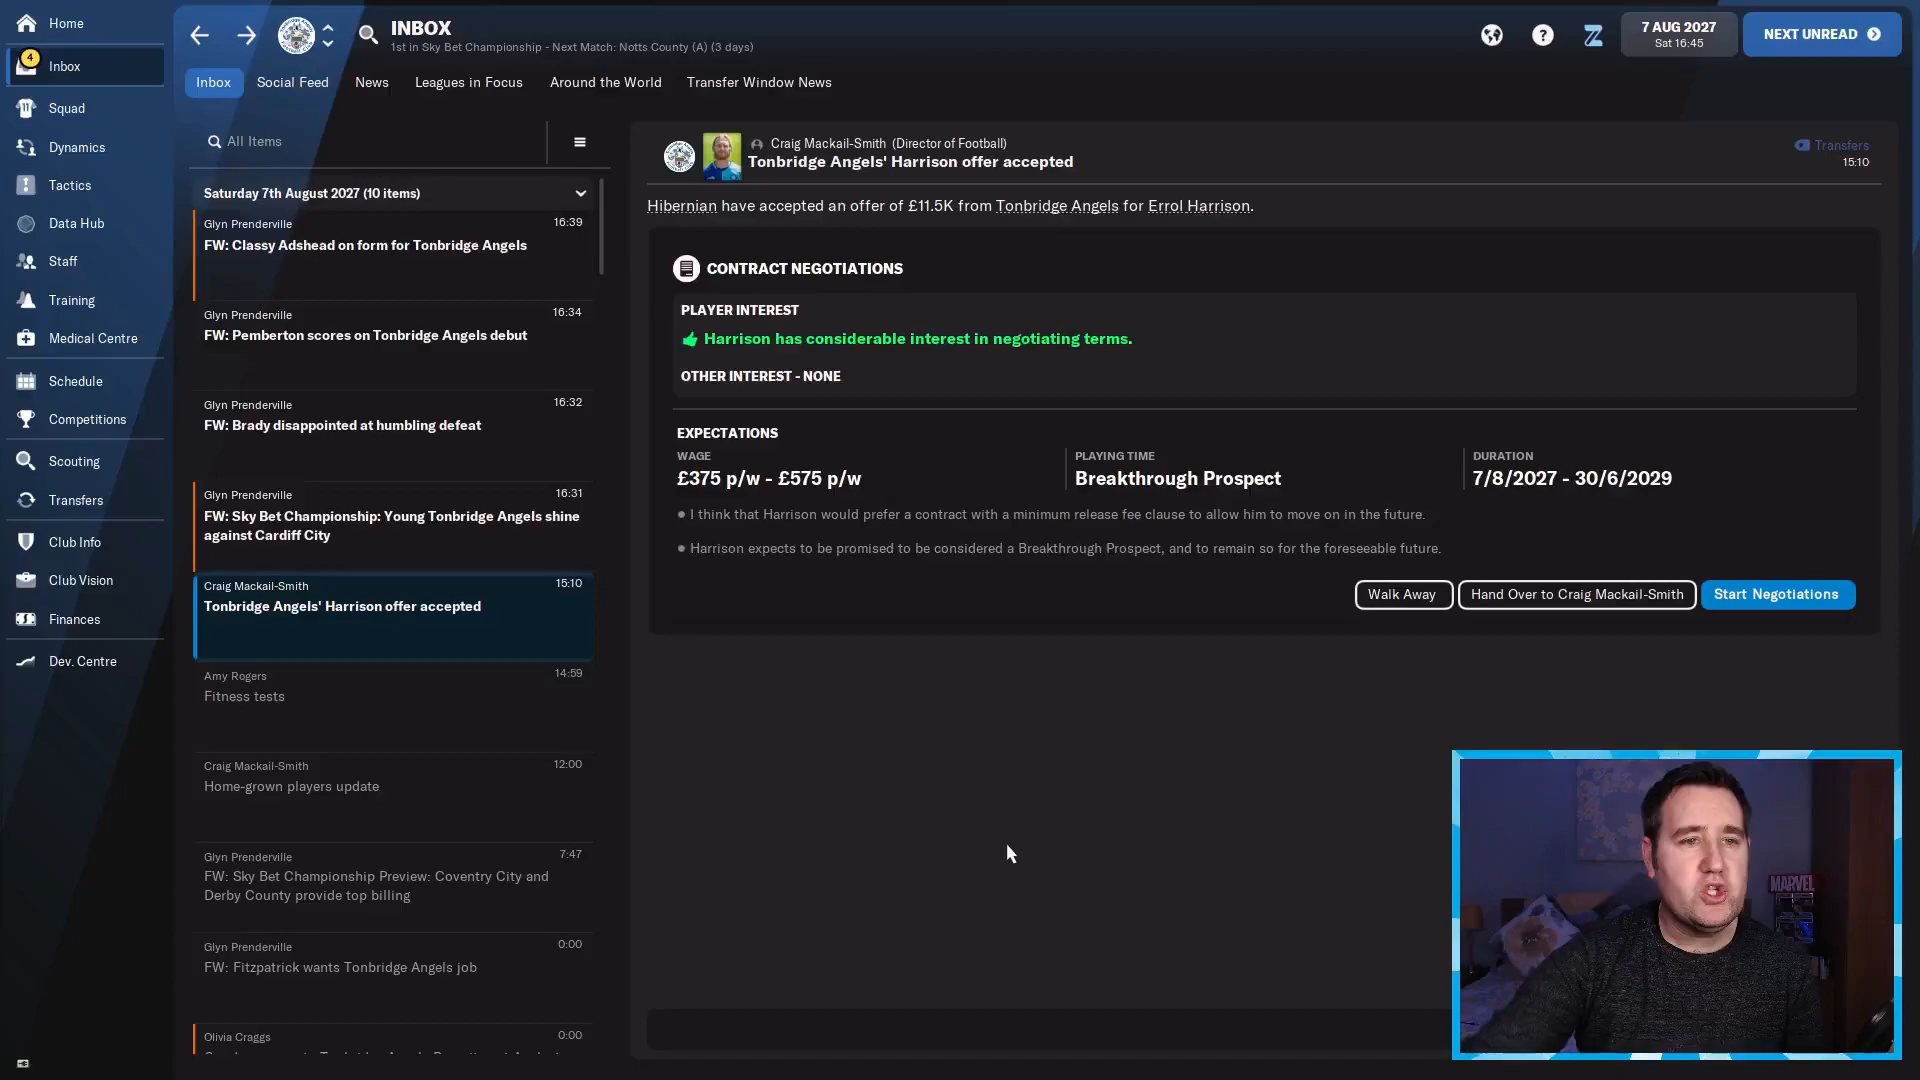 Home
4
Inbox
Squad
Dynamics
Tactics
Data Hub
Staff
Training
Medical Centre
Schedule
Competitions
Scouting
Transfers
Club Info
Club Vision
Finances
Dev. Centre
INBOX
1st in Sky Bet Championship - Next Match: Notts County (A) (3 days)
7 AUG 2027
Sat 16:45
NEXT UNREAD
Inbox
Social Feed
News
Leagues in Focus
Around the World
Transfer Window News
All Items
Saturday 7th August 2027 (10 items)
Glyn Prenderville
16:39
FW: Classy Adshead on form for Tonbridge Angels
Glyn Prenderville
16:34
FW: Pemberton scores on Tonbridge Angels debut
Glyn Prenderville
16:32
FW: Brady disappointed at humbling defeat
Glyn Prenderville
16:31
FW: Sky Bet Championship: Young Tonbridge Angels shine
against Cardiff City
Craig Mackail-Smith
15:10
Tonbridge Angels' Harrison offer accepted
Amy Rogers
14:59
Fitness tests
Craig Mackail-Smith
12:00
Home-grown players update
Glyn Prenderville
7:47
FW: Sky Bet Championship Preview: Coventry City and
Derby County provide top billing
Glyn Prenderville
0:00
FW: Fitzpatrick wants Tonbridge Angels job
Olivia Craggs
0:00
Craig Mackail-Smith (Director of Football)
Tonbridge Angels' Harrison offer accepted
Transfers
15:10
Hibernian have accepted an offer of £11.5K from Tonbridge Angels for Errol Harrison.
CONTRACT NEGOTIATIONS
PLAYER INTEREST
Harrison has considerable interest in negotiating terms.
OTHER INTEREST - NONE
EXPECTATIONS
WAGE
£375 p/w - £575 p/w
PLAYING TIME
Breakthrough Prospect
DURATION
7/8/2027 - 30/6/2029
I think that Harrison would prefer a contract with a minimum release fee clause to allow him to move on in the future.
Harrison expects to be promised to be considered a Breakthrough Prospect, and to remain so for the foreseeable future.
Walk Away
Hand Over to Craig Mackail-Smith
Start Negotiations
MARVEL